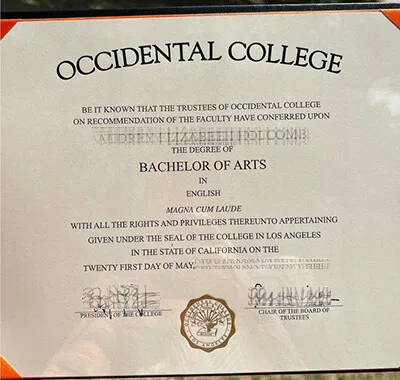 OCCIDENTAL COLLEGE
BE IT KNOWN THAT THE TRUSTEES OF OCCIDENTAL COLLEGE
ON RECOMMENDATION OF THE FACULTY HAVE CONFERRED UPON
THE DEGREE OF
BACHELOR OF ARTS
IN
ENGLISH
MAGNA CUM LAUDE
WITH ALL THE RIGHTS AND PRIVILEGES THEREUNTO APPERTAINING
GIVEN UNDER THE SEAL OF THE COLLEGE IN LOS ANGELES
IN THE STATE OF CALIFORNIA ON THE
TWENTY FIRST DAY OF MAY,
PRESIDENT OF THE COLLEGE
CHAIR OF THE BOARD OF
TRUSTEES